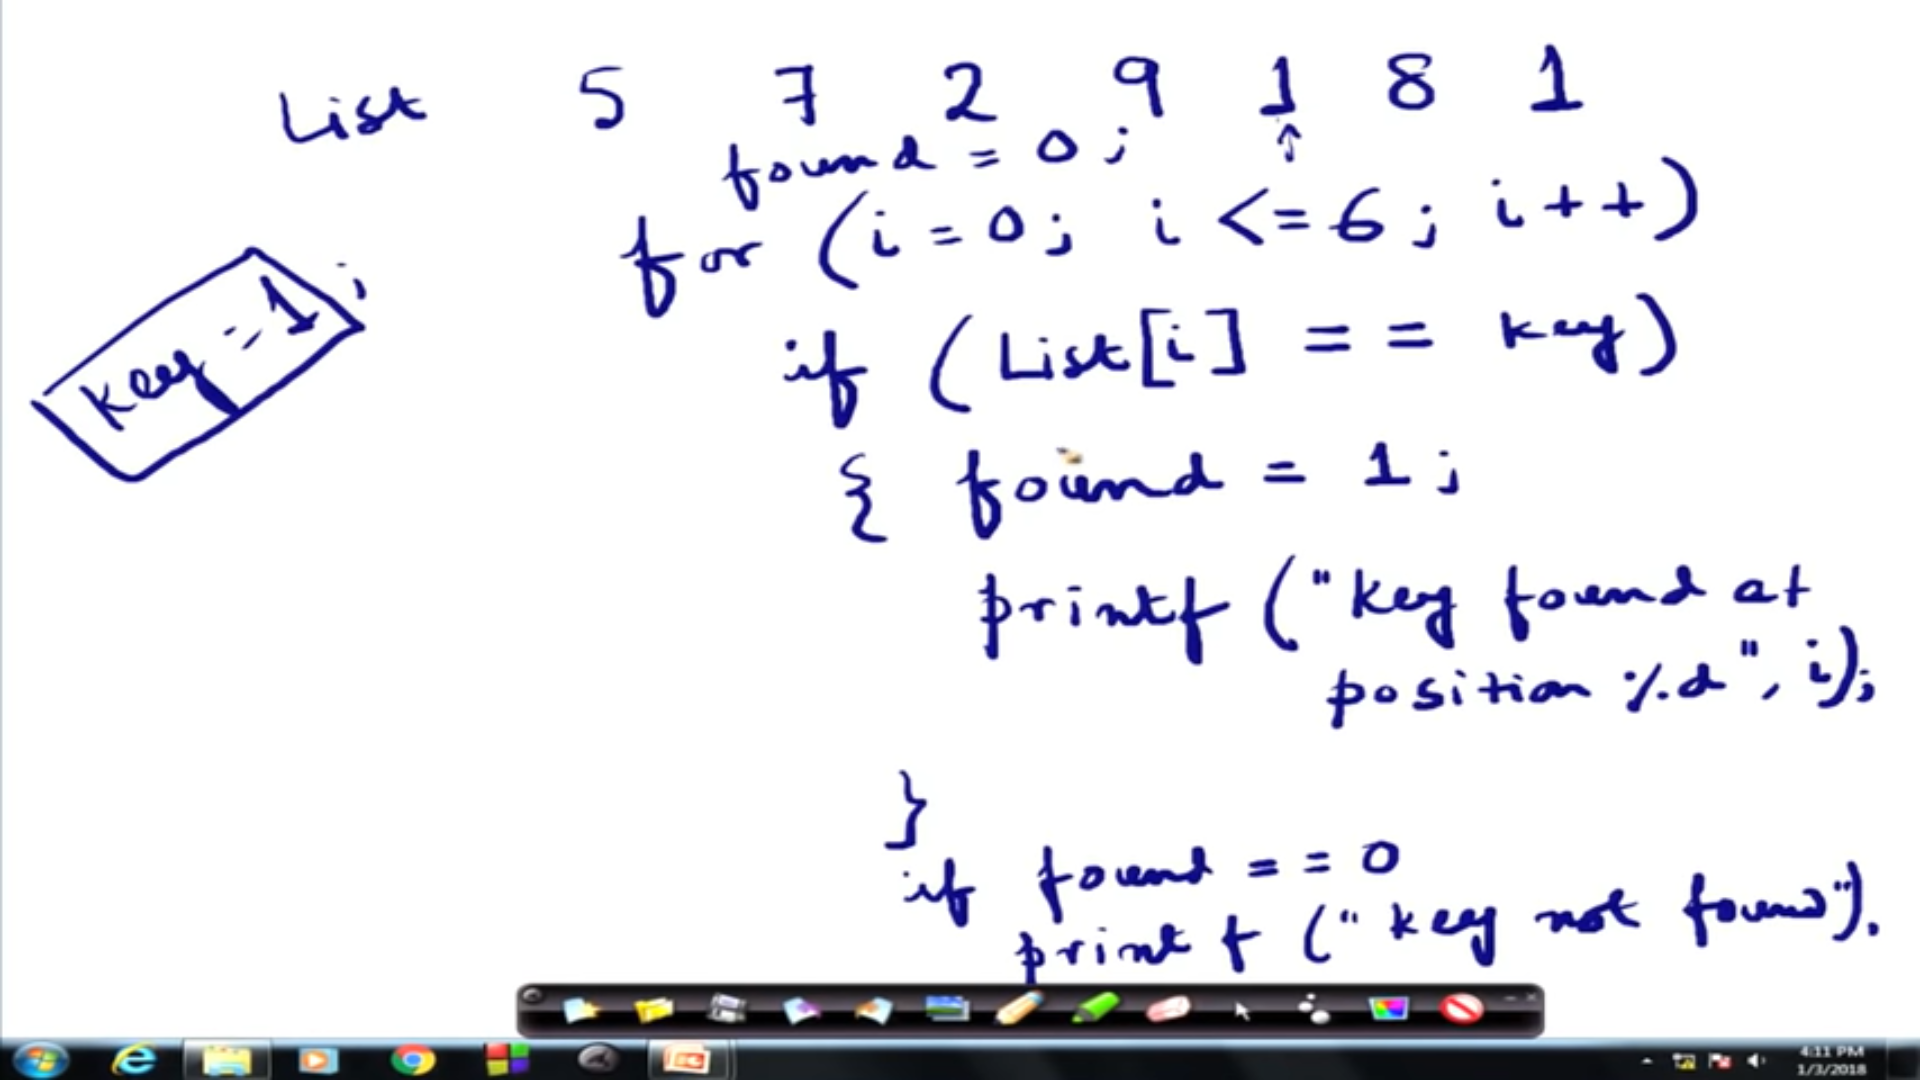 List 5 7 2 9 1 8 1
found = 0 ;
for (i = 0; i <= 6 ; i + +)
key = 1 ;
if (List[i] = = key)
{ found = 1 ;
printf ("key found at
position %d", i);
}
if found = = 0
printf ("key not found").
4:11 PM
1/3/2018